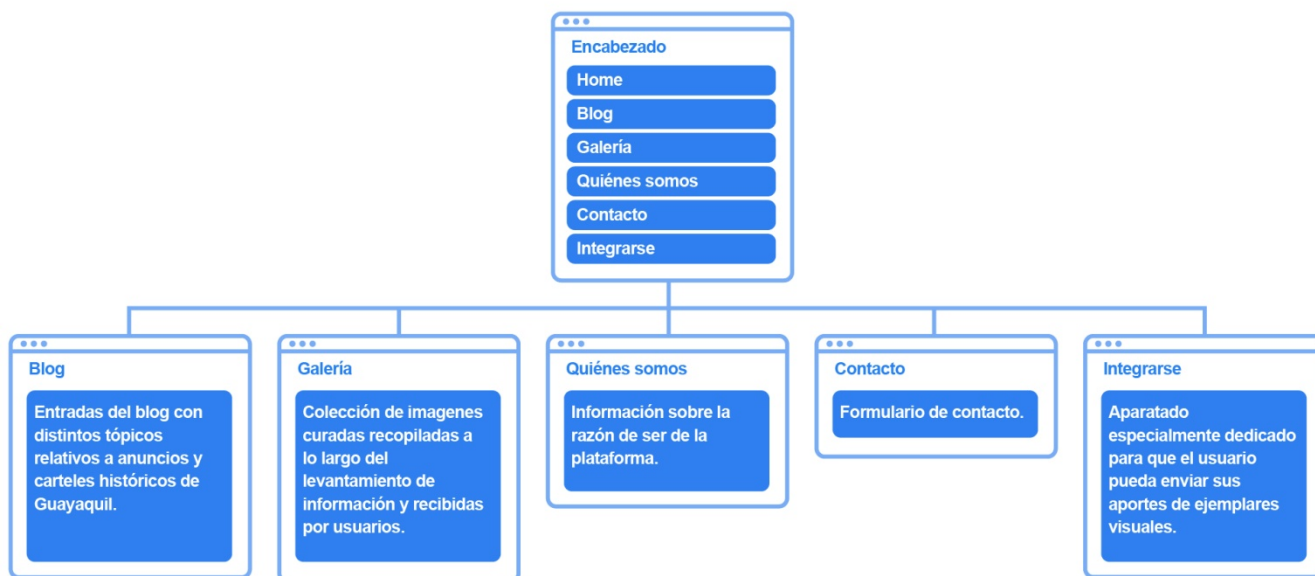 Encabezado
Home
Blog
Galería
Quiénes somos
Contacto
Integrarse
Blog
Entradas del blog con
distintos tópicos
relativos a anuncios y
carteles históricos de
Guayaquil.
Galería
Colección de imagenes
curadas recopiladas a
lo largo del
levantamiento de
información y recibidas
por usuarios.
Quiénes somos
Información sobre la
razón de ser de la
plataforma.
Contacto
Formulario de contacto.
Integrarse
Aparatado
especialmente dedicado
para que el usuario
pueda enviar sus
aportes de ejemplares
visuales.